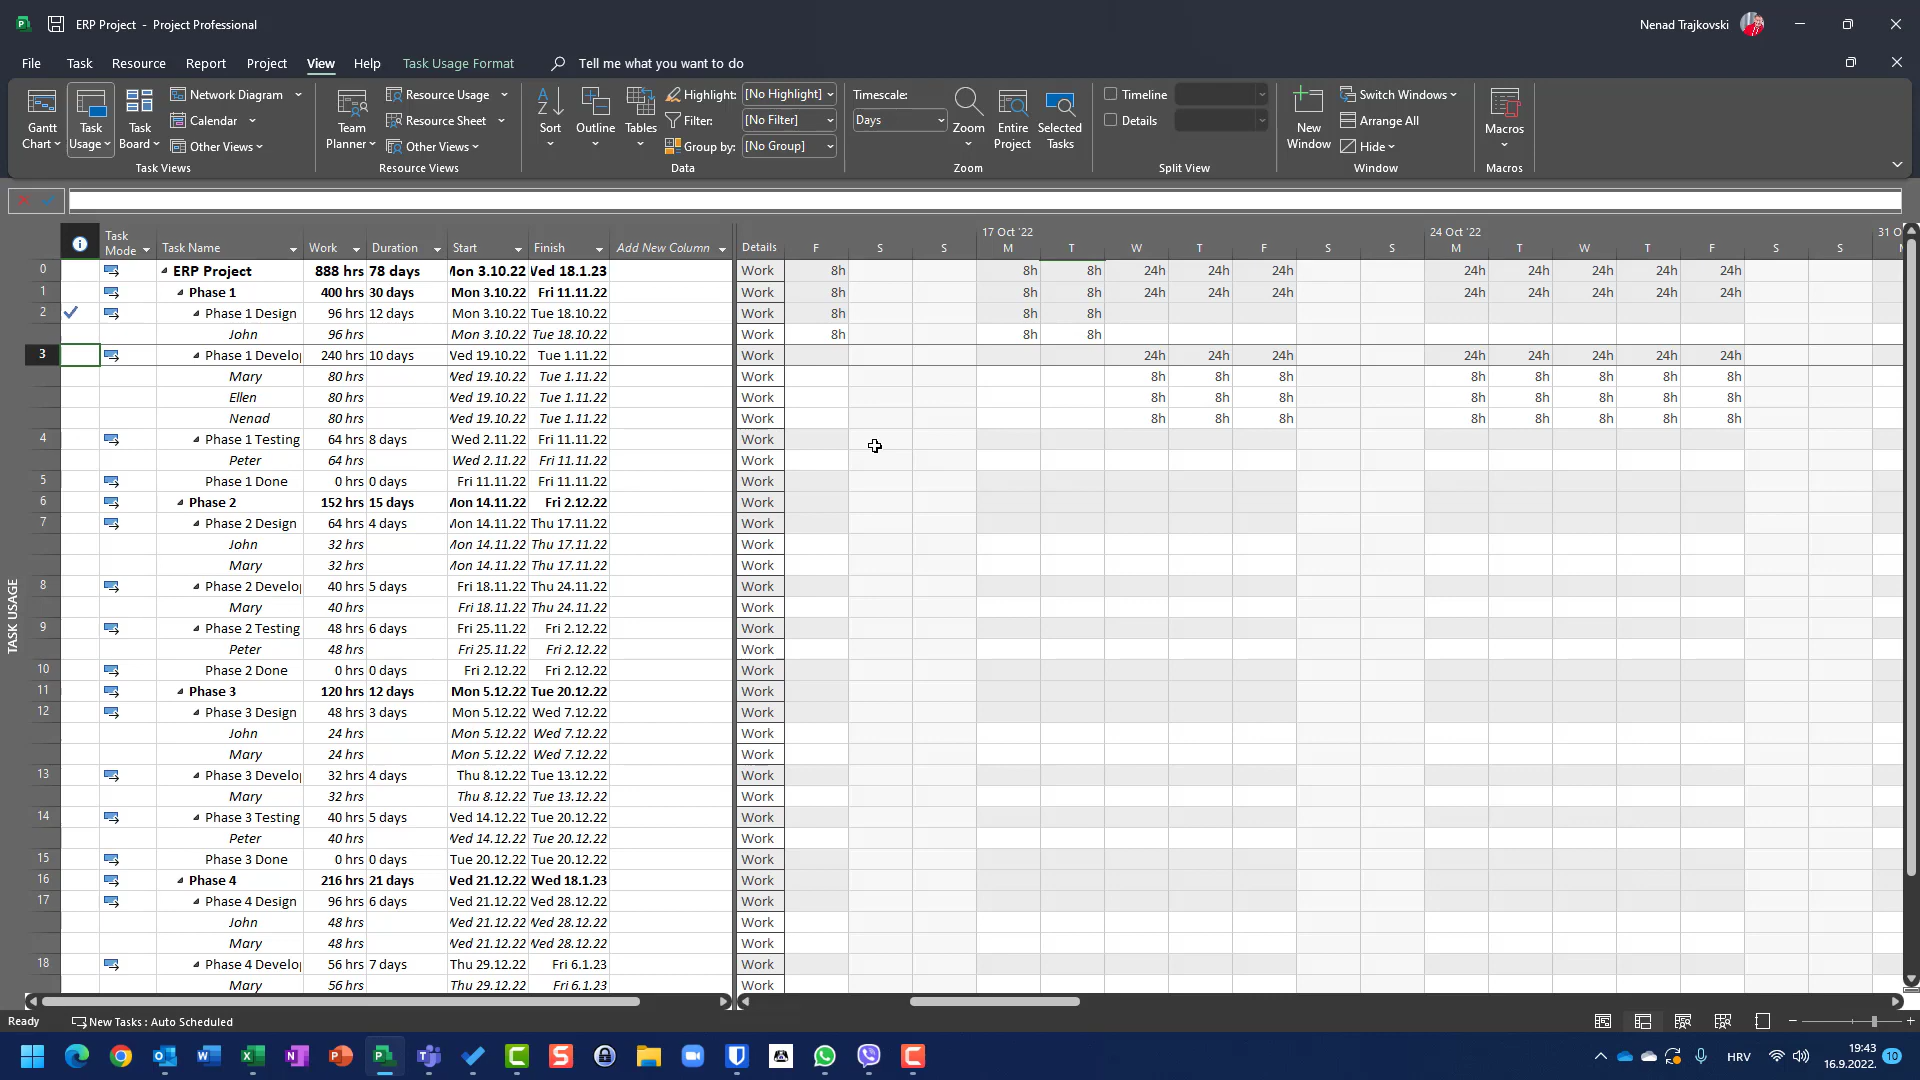 ERP Project - Project Professional
Nenad Trajkovski
File Task Resource Report Project View Help Task Usage Format Tell me what you want to do
Gantt Chart
Task Usage
Task Board
Network Diagram
Calendar
Other Views
Task Views
Team Planner
Resource Usage
Resource Sheet
Other Views
Resource Views
Sort
Outline
Tables
Highlight: [No Highlight]
Filter: [No Filter]
Group by: [No Group]
Data
Timescale:
Days
Zoom
Entire Project
Selected Tasks
Zoom
Timeline
Details
Split View
New Window
Switch Windows
Arrange All
Hide
Window
Macros
Macros
Task Mode Task Name Work Duration Start Finish Add New Column Details 17 Oct '22 24 Oct '22 31 O
F S S M T W T F S S M T W T F S S
0 ERP Project 888 hrs 78 days Mon 3.10.22 Wed 18.1.23 Work 8h 8h 8h 24h 24h 24h 24h 24h 24h 24h 24h
1 Phase 1 400 hrs 30 days Mon 3.10.22 Fri 11.11.22 Work 8h 8h 8h 24h 24h 24h 24h 24h 24h 24h 24h
2 Phase 1 Design 96 hrs 12 days Mon 3.10.22 Tue 18.10.22 Work 8h 8h 8h
John 96 hrs Mon 3.10.22 Tue 18.10.22 Work 8h 8h 8h
3 Phase 1 Develo 240 hrs 10 days Wed 19.10.22 Tue 1.11.22 Work 24h 24h 24h 24h 24h 24h 24h 24h
Mary 80 hrs Wed 19.10.22 Tue 1.11.22 Work 8h 8h 8h 8h 8h 8h 8h 8h
Ellen 80 hrs Wed 19.10.22 Tue 1.11.22 Work 8h 8h 8h 8h 8h 8h 8h 8h
Nenad 80 hrs Wed 19.10.22 Tue 1.11.22 Work 8h 8h 8h 8h 8h 8h 8h 8h
4 Phase 1 Testing 64 hrs 8 days Wed 2.11.22 Fri 11.11.22 Work
Peter 64 hrs Wed 2.11.22 Fri 11.11.22 Work
5 Phase 1 Done 0 hrs 0 days Fri 11.11.22 Fri 11.11.22 Work
6 Phase 2 152 hrs 15 days Mon 14.11.22 Fri 2.12.22 Work
7 Phase 2 Design 64 hrs 4 days Mon 14.11.22 Thu 17.11.22 Work
John 32 hrs Mon 14.11.22 Thu 17.11.22 Work
Mary 32 hrs Mon 14.11.22 Thu 17.11.22 Work
8 Phase 2 Develo 40 hrs 5 days Fri 18.11.22 Thu 24.11.22 Work
Mary 40 hrs Fri 18.11.22 Thu 24.11.22 Work
9 Phase 2 Testing 48 hrs 6 days Fri 25.11.22 Fri 2.12.22 Work
Peter 48 hrs Fri 25.11.22 Fri 2.12.22 Work
10 Phase 2 Done 0 hrs 0 days Fri 2.12.22 Fri 2.12.22 Work
11 Phase 3 120 hrs 12 days Mon 5.12.22 Tue 20.12.22 Work
12 Phase 3 Design 48 hrs 3 days Mon 5.12.22 Wed 7.12.22 Work
John 24 hrs Mon 5.12.22 Wed 7.12.22 Work
Mary 24 hrs Mon 5.12.22 Wed 7.12.22 Work
13 Phase 3 Develo 32 hrs 4 days Thu 8.12.22 Tue 13.12.22 Work
Mary 32 hrs Thu 8.12.22 Tue 13.12.22 Work
14 Phase 3 Testing 40 hrs 5 days Wed 14.12.22 Tue 20.12.22 Work
Peter 40 hrs Wed 14.12.22 Tue 20.12.22 Work
15 Phase 3 Done 0 hrs 0 days Tue 20.12.22 Tue 20.12.22 Work
16 Phase 4 216 hrs 21 days Wed 21.12.22 Wed 18.1.23 Work
17 Phase 4 Design 96 hrs 6 days Wed 21.12.22 Wed 28.12.22 Work
John 48 hrs Wed 21.12.22 Wed 28.12.22 Work
Mary 48 hrs Wed 21.12.22 Wed 28.12.22 Work
18 Phase 4 Develo 56 hrs 7 days Thu 29.12.22 Fri 6.1.23 Work
Mary 56 hrs Thu 29.12.22 Fri 6.1.23 Work
TASK USAGE
Ready New Tasks : Auto Scheduled
HRV
19:43
16.9.2022.
10